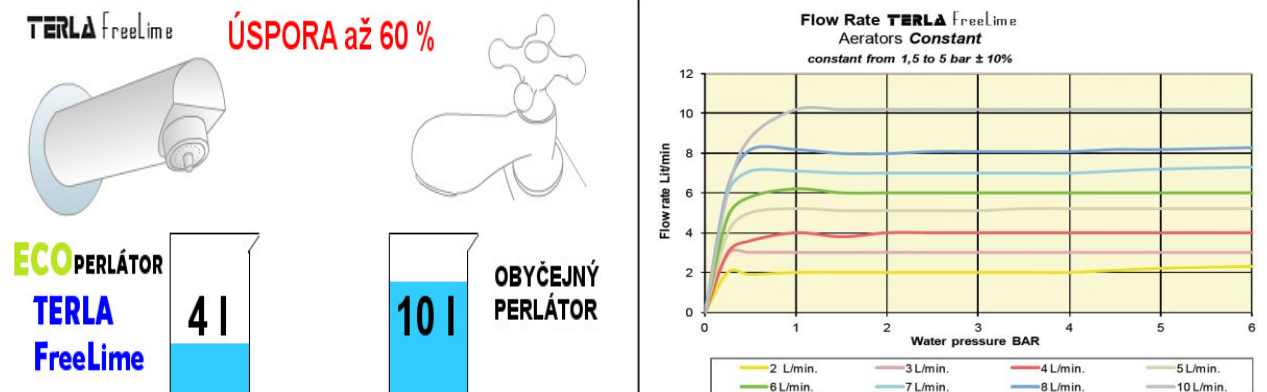 TERLA FreeLime
ÚSPORA až 60 %
ECOPERLÁTOR
TERLA
FreeLime
4 l
10 l
OBYČEJNÝ
PERLÁTOR
Flow Rate TERLA FreeLime
Aerators Constant
constant from 1,5 to 5 bar ± 10%
Flow rate Lit/min
12
10
8
6
4
2
0
0 1 2 3 4 5 6
Water pressure BAR
2 L/min. 3 L/min. 4 L/min. 5 L/min.
6 L/min. 7 L/min. 8 L/min. 10 L/min.